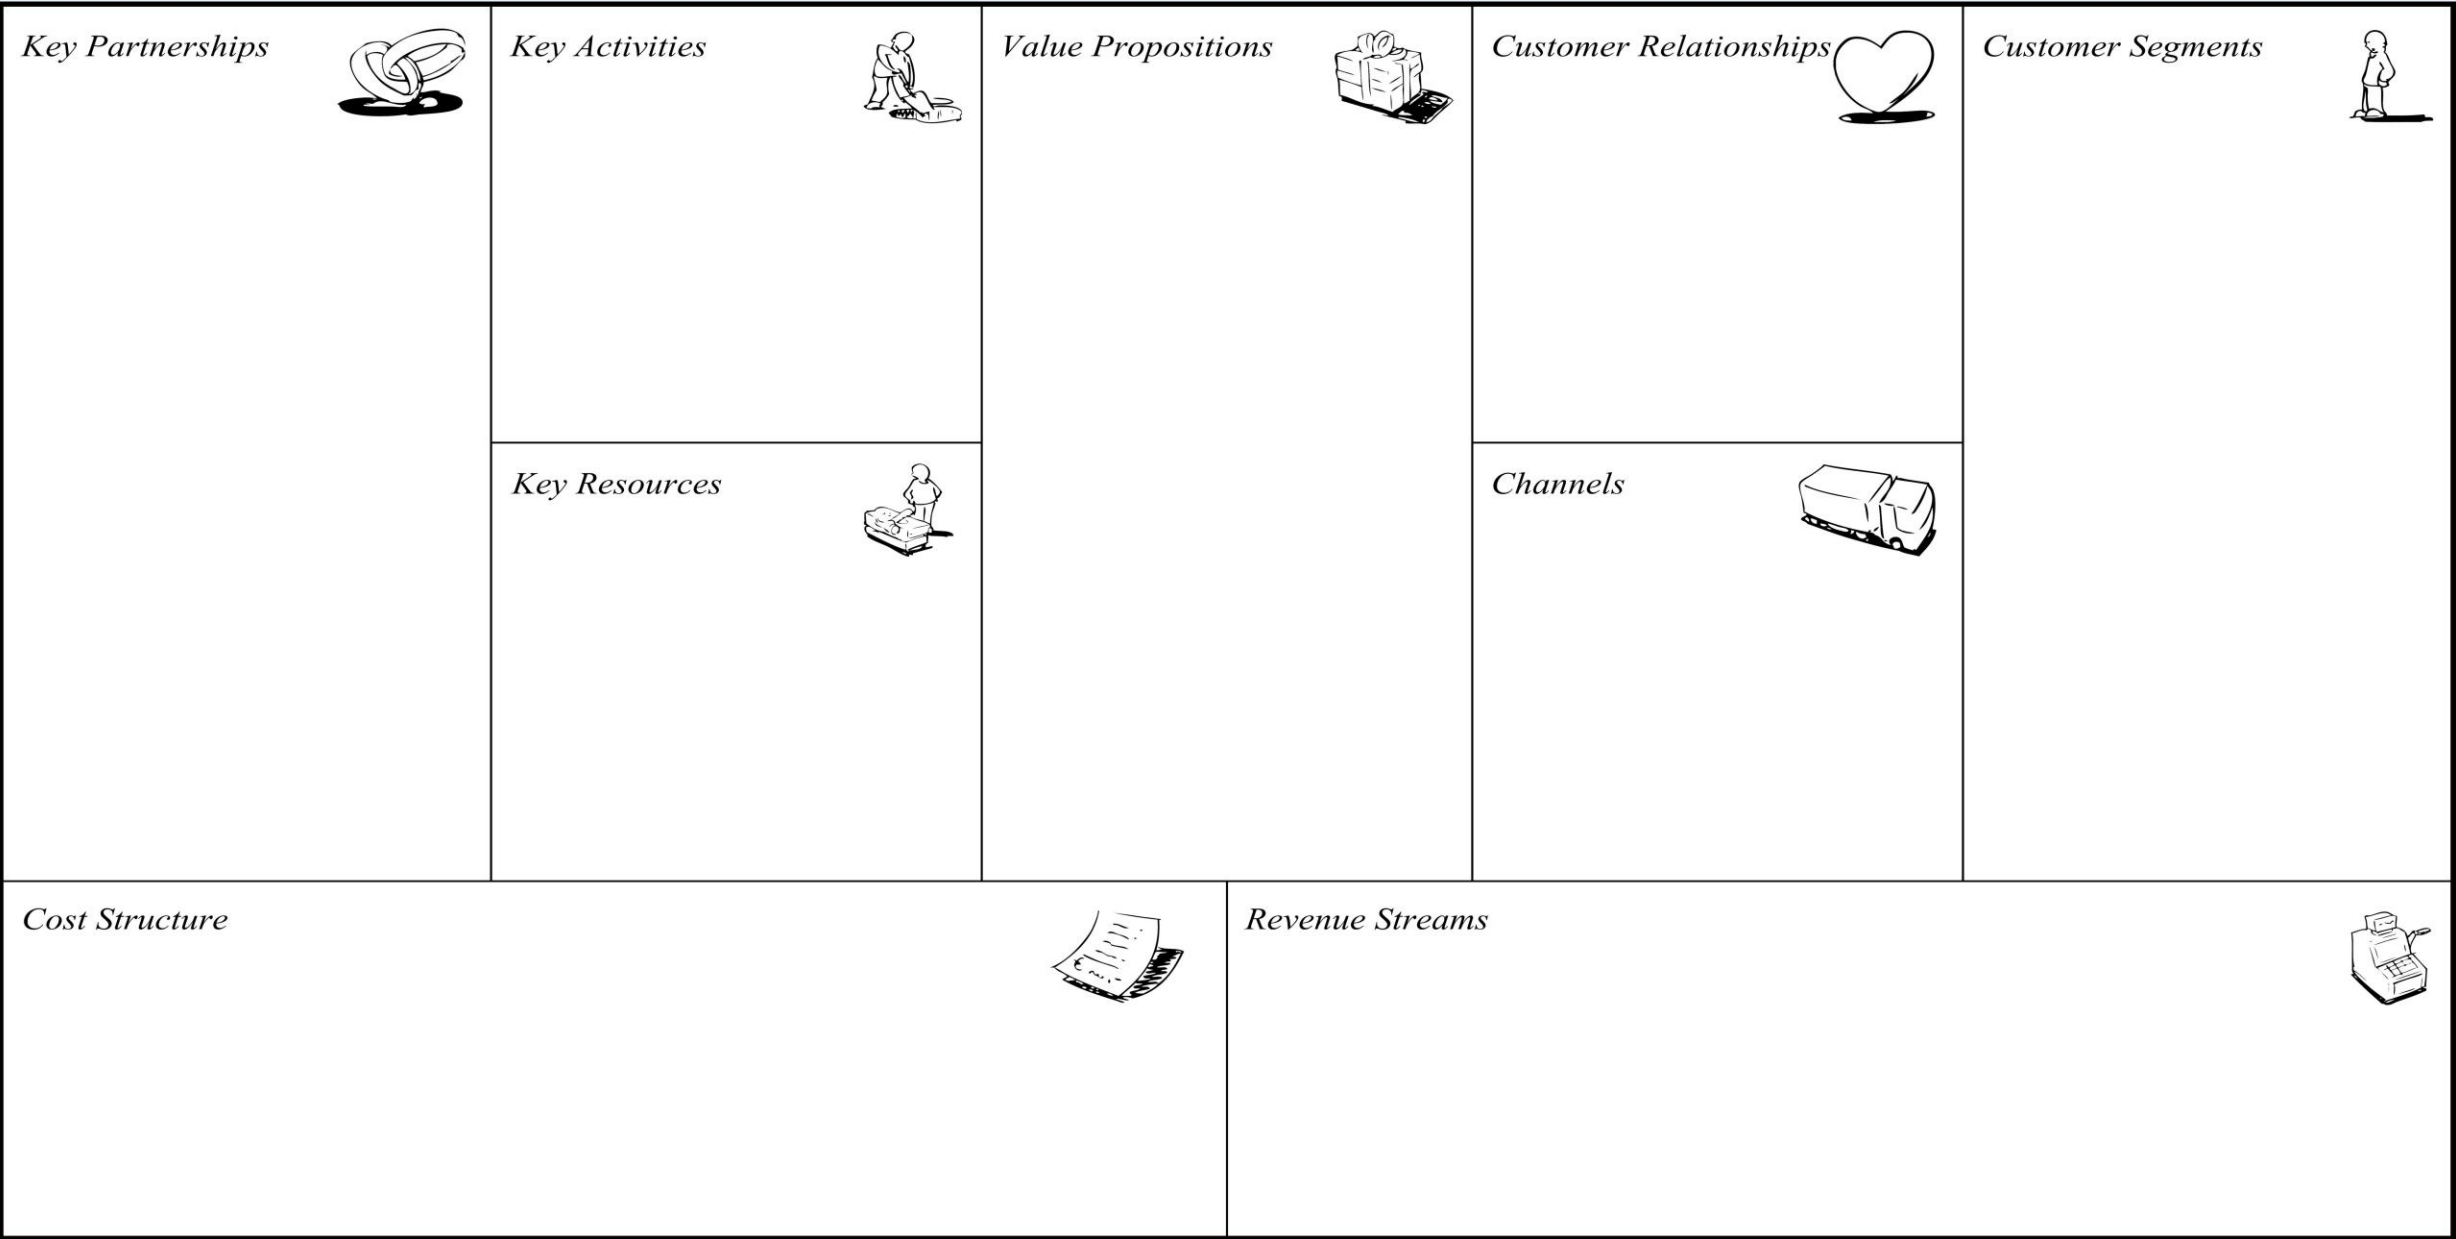 Key Partnerships
Key Activities
Value Propositions
Customer Relationships
Customer Segments
Key Resources
Channels
Cost Structure
Revenue Streams